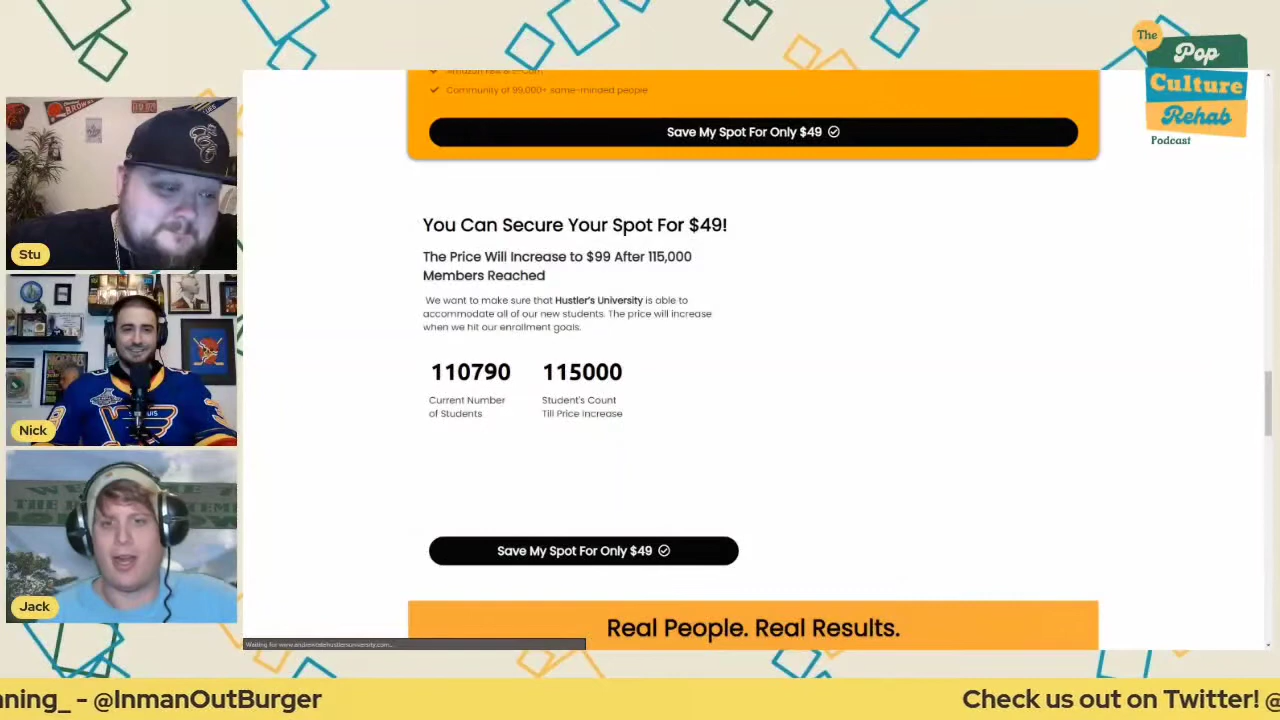 The
Pop
Culture
Rehab
Podcast
BROWNS
Community of 99,000+ same-minded people
Save My Spot For Only $49
You Can Secure Your Spot For $49!
The Price Will Increase to $99 After 115,000
Members Reached
We want to make sure that Hustler's University is able to
accommodate all of our new students. The price will increase
when we hit our enrollment goals.
110790 115000
Current Number
of Students
Student's Count
Till Price Increase
Save My Spot For Only $49
Real People. Real Results.
Stu
Nick
Jack
nning_ - @InmanOutBurger
Check us out on Twitter! @